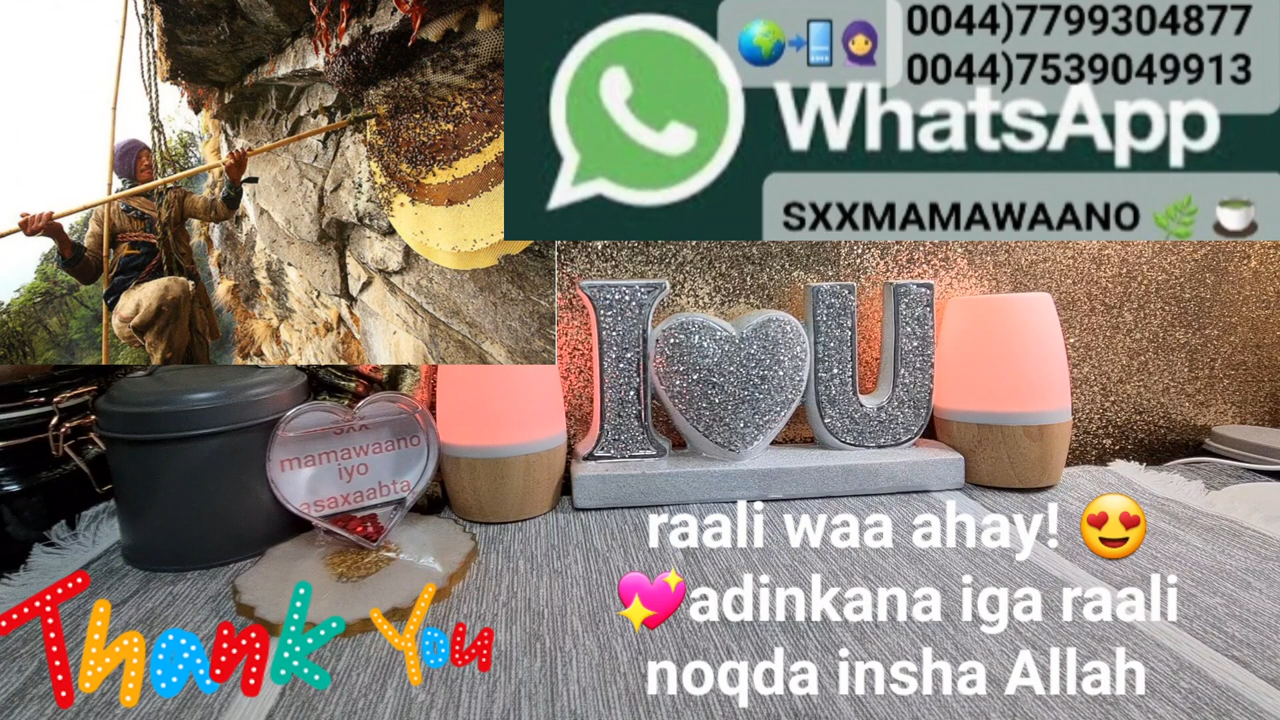 0044)7799304877
0044)7539049913
WhatsApp
SXXMAMAWAANO
I U
sxx
mamawaano
iyo
asaxaabta
raali waa ahay!
adinkana iga raali
noqda insha Allah
Thank You